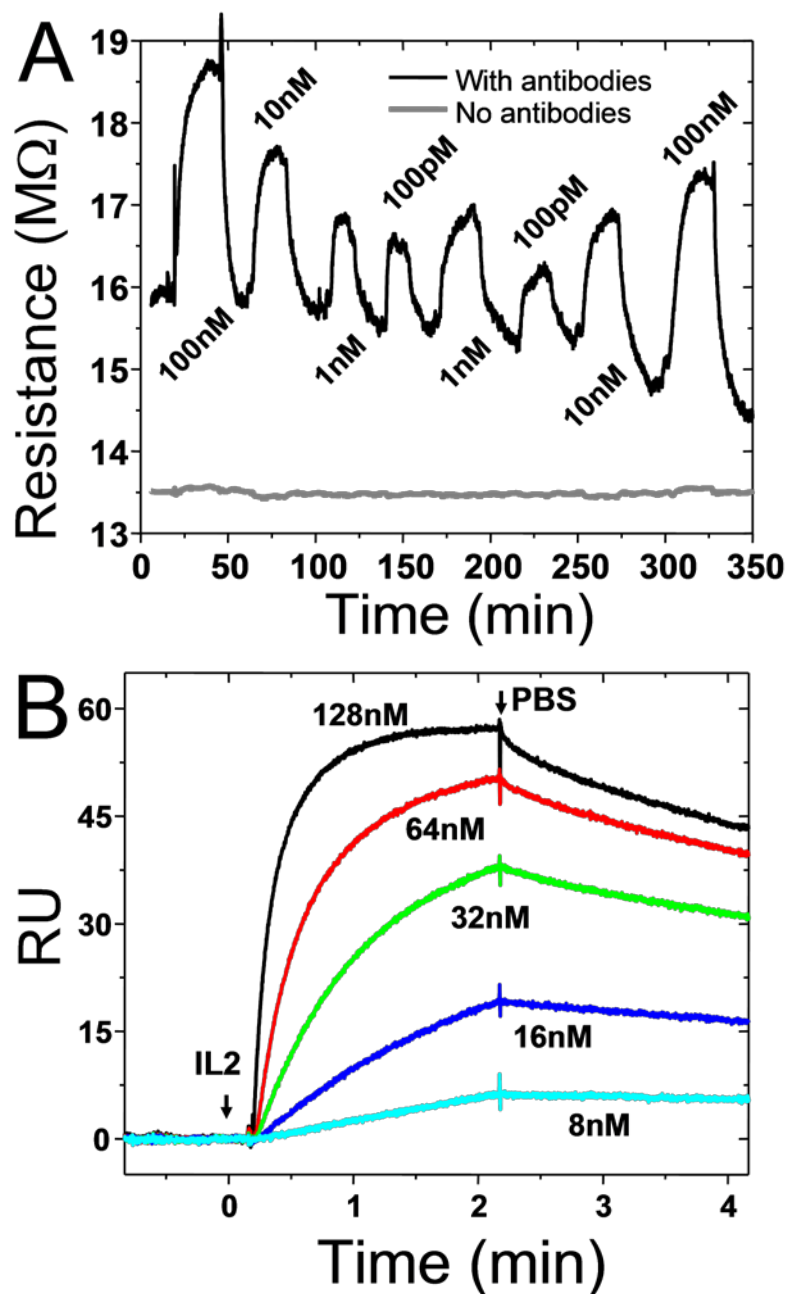 A
Resistance (MΩ)
19
18
17
16
15
14
13
With antibodies
No antibodies
100nM
10nM
1nM
100pM
1nM
100pM
10nM
100nM
0
50
100
150
200
250
300
350
Time (min)
B
RU
60
45
30
15
0
128nM
PBS
64nM
32nM
16nM
8nM
IL2
0
1
2
3
4
Time (min)